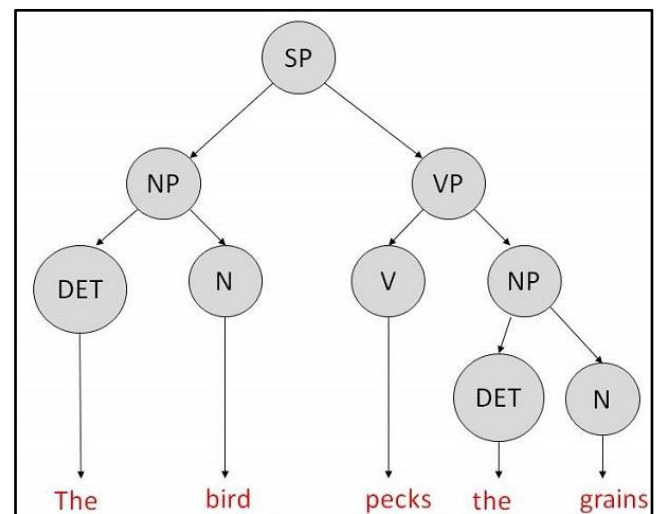 SP
NP VP
DET N V NP
DET N
The bird pecks the grains